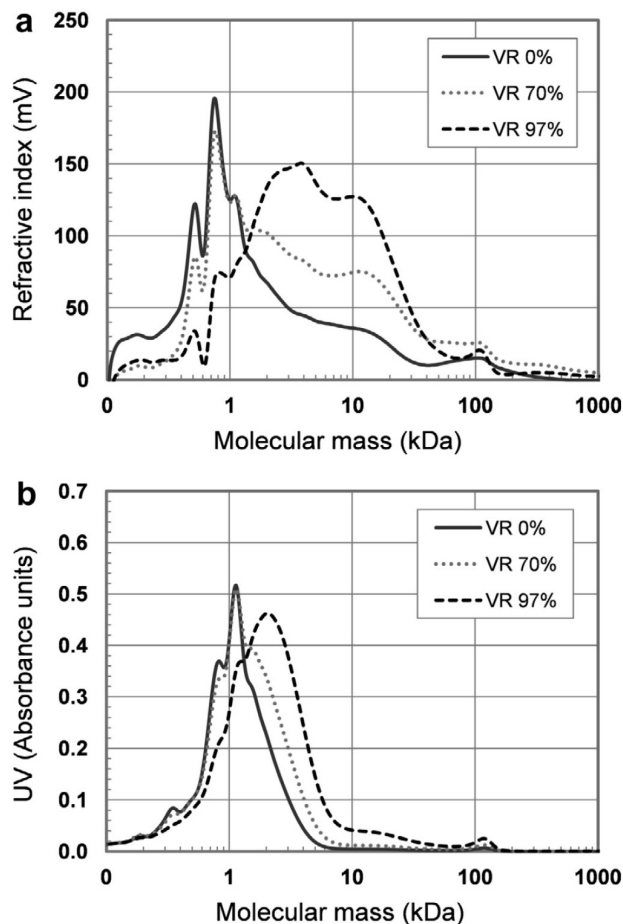 a
250
200
150
100
50
0
Refractive index (mV)
VR 0%
VR 70%
VR 97%
0 1 10 100 1000
Molecular mass (kDa)
b
0.7
0.6
0.5
0.4
0.3
0.2
0.1
0.0
UV (Absorbance units)
VR 0%
VR 70%
VR 97%
0 1 10 100 1000
Molecular mass (kDa)